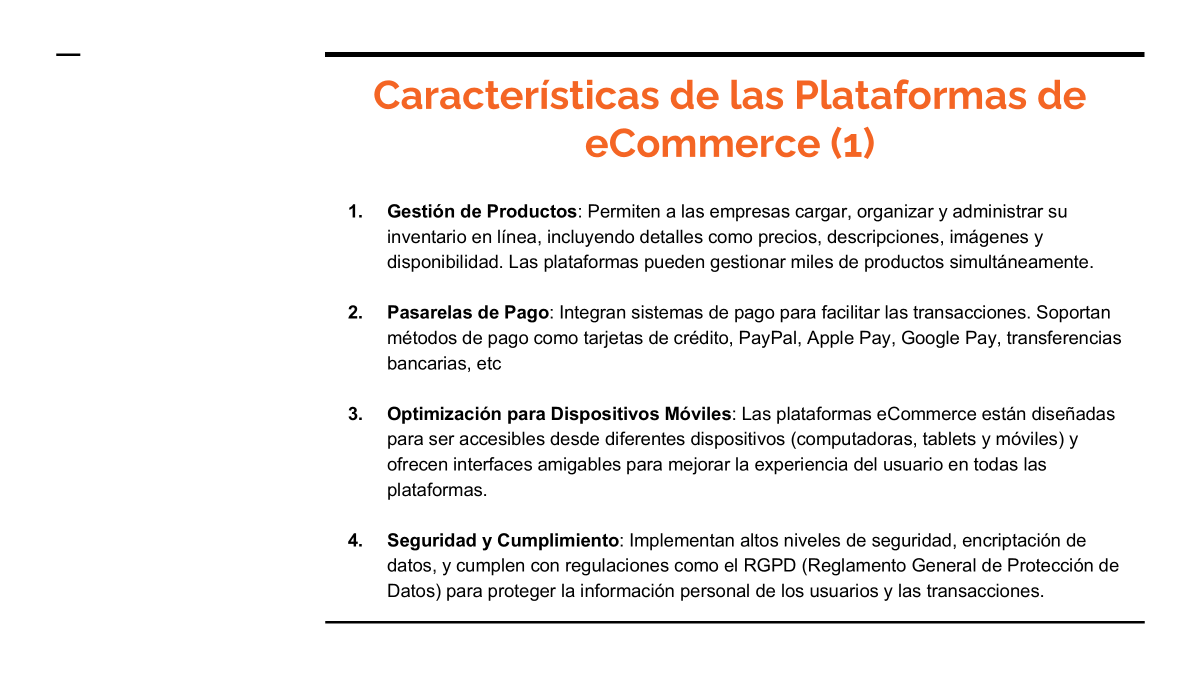 Características de las Plataformas de
eCommerce (1)
1. Gestión de Productos: Permiten a las empresas cargar, organizar y administrar su
inventario en línea, incluyendo detalles como precios, descripciones, imágenes y
disponibilidad. Las plataformas pueden gestionar miles de productos simultáneamente.
2. Pasarelas de Pago: Integran sistemas de pago para facilitar las transacciones. Soportan
métodos de pago como tarjetas de crédito, PayPal, Apple Pay, Google Pay, transferencias
bancarias, etc
3. Optimización para Dispositivos Móviles: Las plataformas eCommerce están diseñadas
para ser accesibles desde diferentes dispositivos (computadoras, tablets y móviles) y
ofrecen interfaces amigables para mejorar la experiencia del usuario en todas las
plataformas.
4. Seguridad y Cumplimiento: Implementan altos niveles de seguridad, encriptación de
datos, y cumplen con regulaciones como el RGPD (Reglamento General de Protección de
Datos) para proteger la información personal de los usuarios y las transacciones.